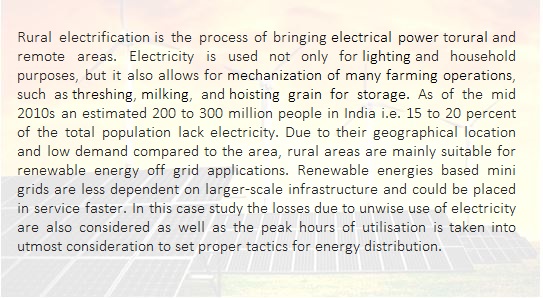 Rural electrification is the process of bringing electrical power torural and
remote areas. Electricity is used not only for lighting and household
purposes, but it also allows for mechanization of many farming operations,
such as threshing, milking, and hoisting grain for storage. As of the mid
2010s an estimated 200 to 300 million people in India i.e. 15 to 20 percent
of the total population lack electricity. Due to their geographical location
and low demand compared to the area, rural areas are mainly suitable for
renewable energy off grid applications. Renewable energies based mini
grids are less dependent on larger-scale infrastructure and could be placed
in service faster. In this case study the losses due to unwise use of electricity
are also considered as well as the peak hours of utilisation is taken into
utmost consideration to set proper tactics for energy distribution.